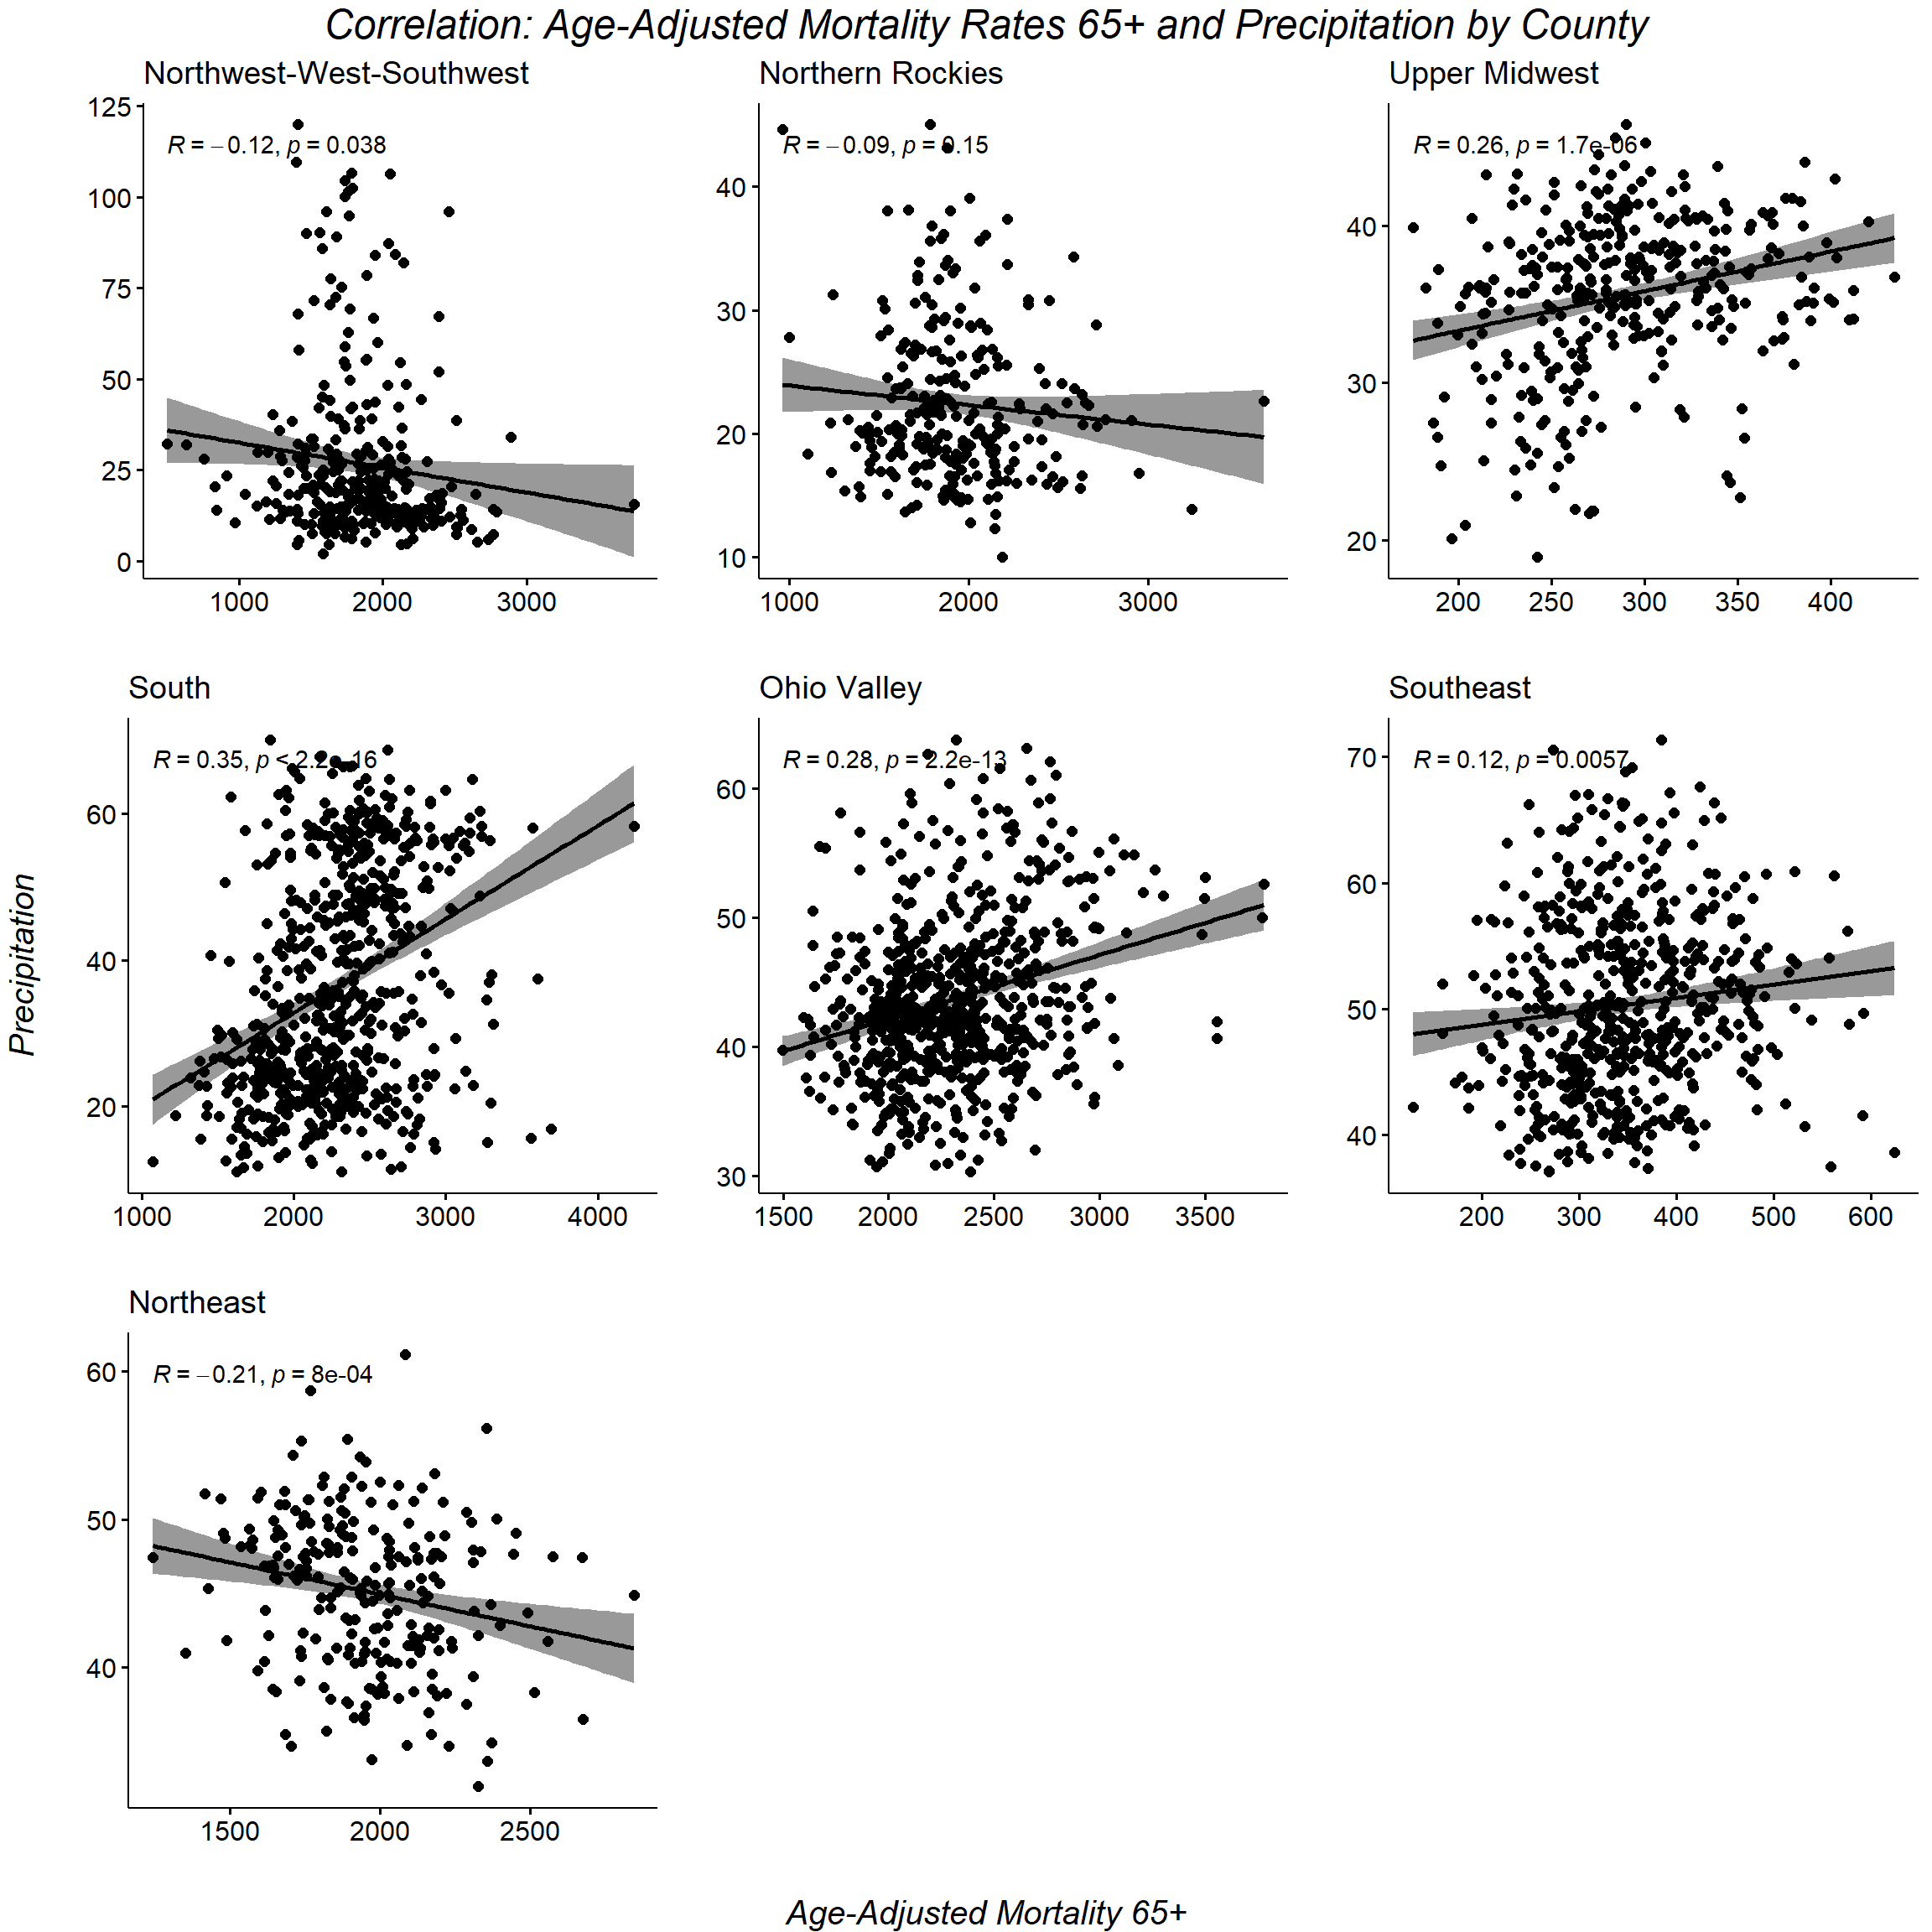 Correlation: Age-Adjusted Mortality Rates 65+ and Precipitation by County
Northwest-West-Southwest
R = −0.12, p = 0.038
125
100
75
50
25
0
1000 2000 3000
Northern Rockies
R = −0.09, p = 0.15
40
30
20
10
1000 2000 3000
Upper Midwest
R = 0.26, p = 1.7e-06
40
30
20
200 250 300 350 400
South
R = 0.35, p < 2.2e-16
60
40
20
1000 2000 3000 4000
Ohio Valley
R = 0.28, p = 2.2e-13
60
50
40
30
1500 2000 2500 3000 3500
Southeast
R = 0.12, p = 0.0057
70
60
50
40
200 300 400 500 600
Northeast
R = −0.21, p = 8e-04
60
50
40
1500 2000 2500
Precipitation
Age-Adjusted Mortality 65+